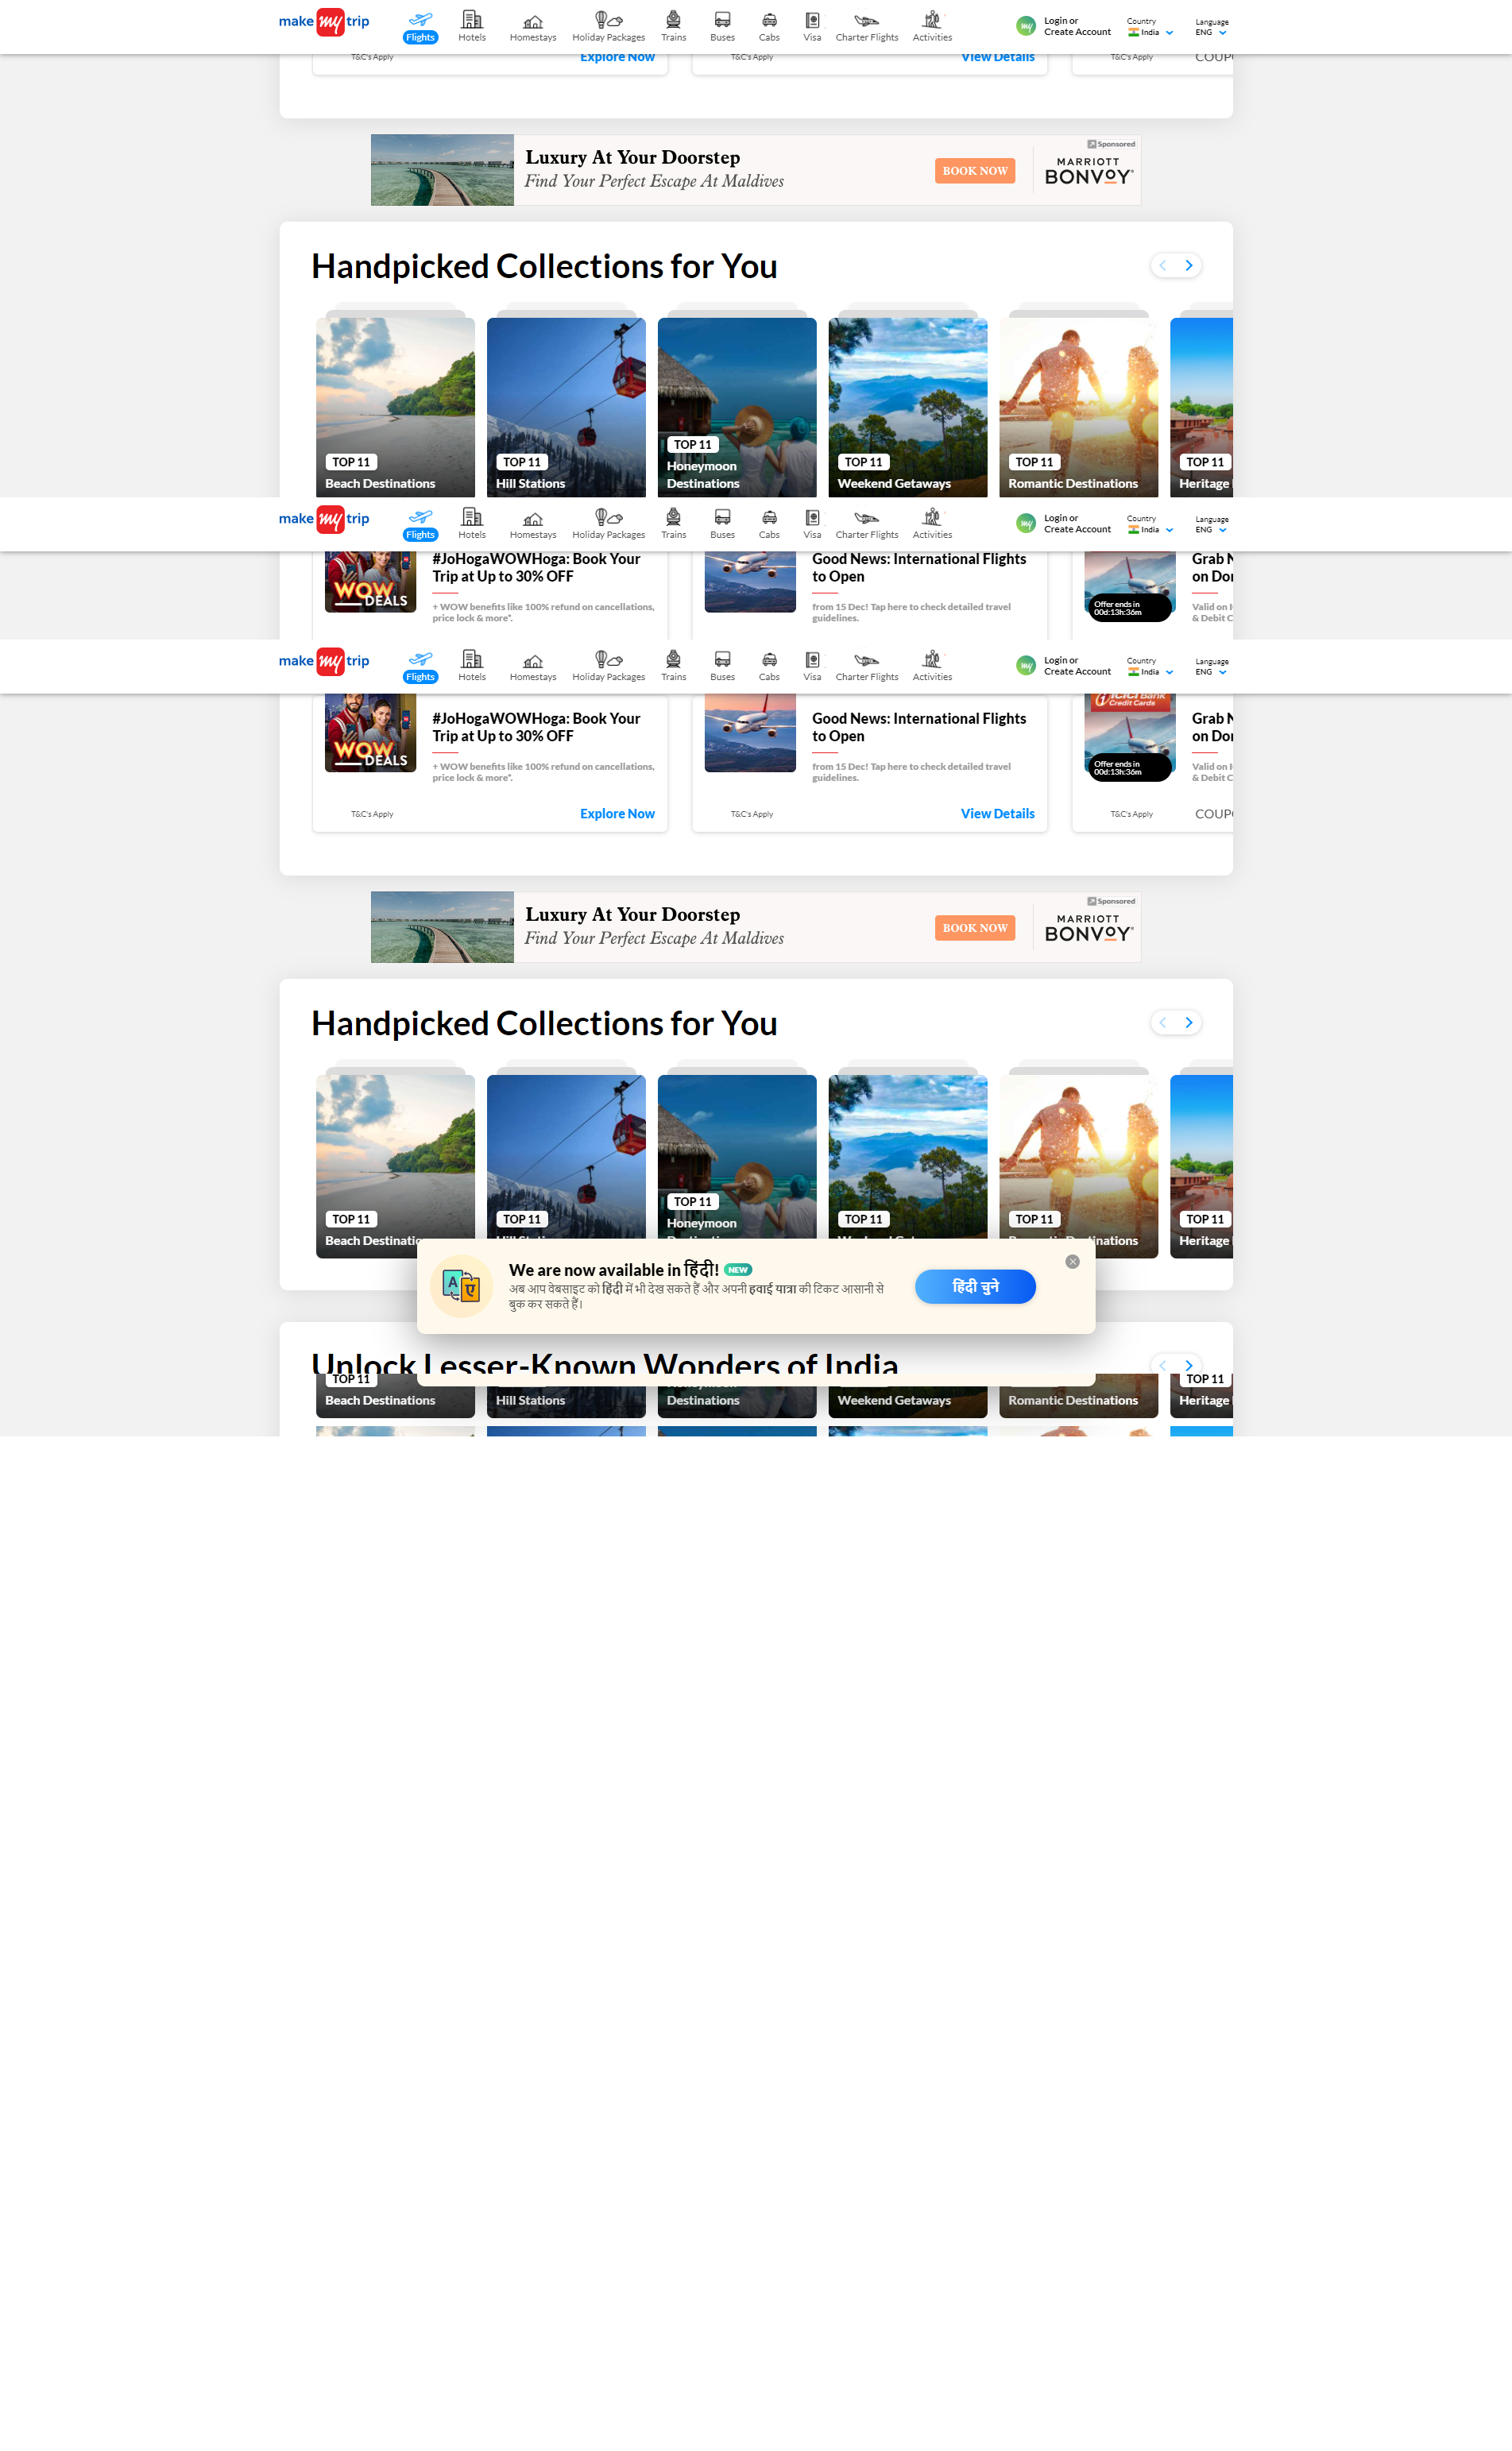 make my trip
Flights
Hotels
Homestays
Holiday Packages
Trains
Buses
Cabs
Visa
Charter Flights
Activities
my
Login or
Create Account
Country
India
Language
ENG
T&C's Apply
Explore Now
T&C's Apply
View Details
T&C's Apply
Luxury At Your Doorstep
Find Your Perfect Escape At Maldives
BOOK NOW
Sponsored
MARRIOTT
BONVOY
Handpicked Collections for You
TOP 11
Beach Destinations
TOP 11
Hill Stations
TOP 11
Honeymoon
Destinations
TOP 11
Weekend Getaways
TOP 11
Romantic Destinations
TOP 11
Heritage
make my trip
Flights
Hotels
Homestays
Holiday Packages
Trains
Buses
Cabs
Visa
Charter Flights
Activities
my
Login or
Create Account
Country
India
Language
ENG
WOW
DEALS
#JoHogaWOWHoga: Book Your
Trip at Up to 30% OFF
+ WOW benefits like 100% refund on cancellations,
price lock & more*.
Good News: International Flights
to Open
from 15 Dec! Tap here to check detailed travel
guidelines.
Offer ends in
00d:13h:36m
Grab
on
Valid on
& Debit
make my trip
Flights
Hotels
Homestays
Holiday Packages
Trains
Buses
Cabs
Visa
Charter Flights
Activities
my
Login or
Create Account
Country
India
Language
ENG
WOW
DEALS
#JoHogaWOWHoga: Book Your
Trip at Up to 30% OFF
+ WOW benefits like 100% refund on cancellations,
price lock & more*.
T&C's Apply
Explore Now
Good News: International Flights
to Open
from 15 Dec! Tap here to check detailed travel
guidelines.
T&C's Apply
View Details
ICICI Bank
Credit Cards
Offer ends in
00d:13h:36m
Grab
on
Valid on
& Debit
T&C's Apply
Luxury At Your Doorstep
Find Your Perfect Escape At Maldives
BOOK NOW
Sponsored
MARRIOTT
BONVOY
Handpicked Collections for You
TOP 11
Beach
TOP 11
TOP 11
Honeymoon
TOP 11
TOP 11
TOP 11
Heritage
We are now available in हिंदी! NEW
अब आप वेबसाइट को हिंदी में भी देख सकते हैं और अपनी हवाई यात्रा की टिकट आसानी से
बुक कर सकते हैं।
A ए
हिंदी चुने
Unlock Lesser-Known Wonders of India
TOP 11
Beach Destinations
Hill Stations
Destinations
Weekend Getaways
Romantic Destinations
TOP 11
Heritage